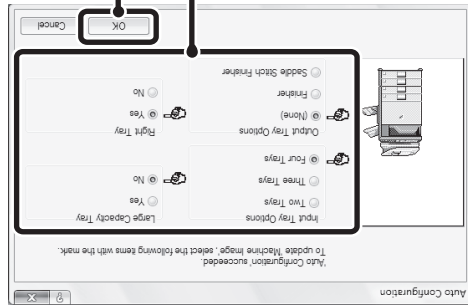 Auto Configuration
'Auto Configuration' succeeded.
To update 'Machine Image', select the following items with the mark.
Input Tray Options
Two Trays
Three Trays
Four Trays
Large Capacity Tray
Yes
No
Output Tray Options
(None)
Finisher
Saddle Stitch Finisher
Right Tray
Yes
No
OK
Cancel